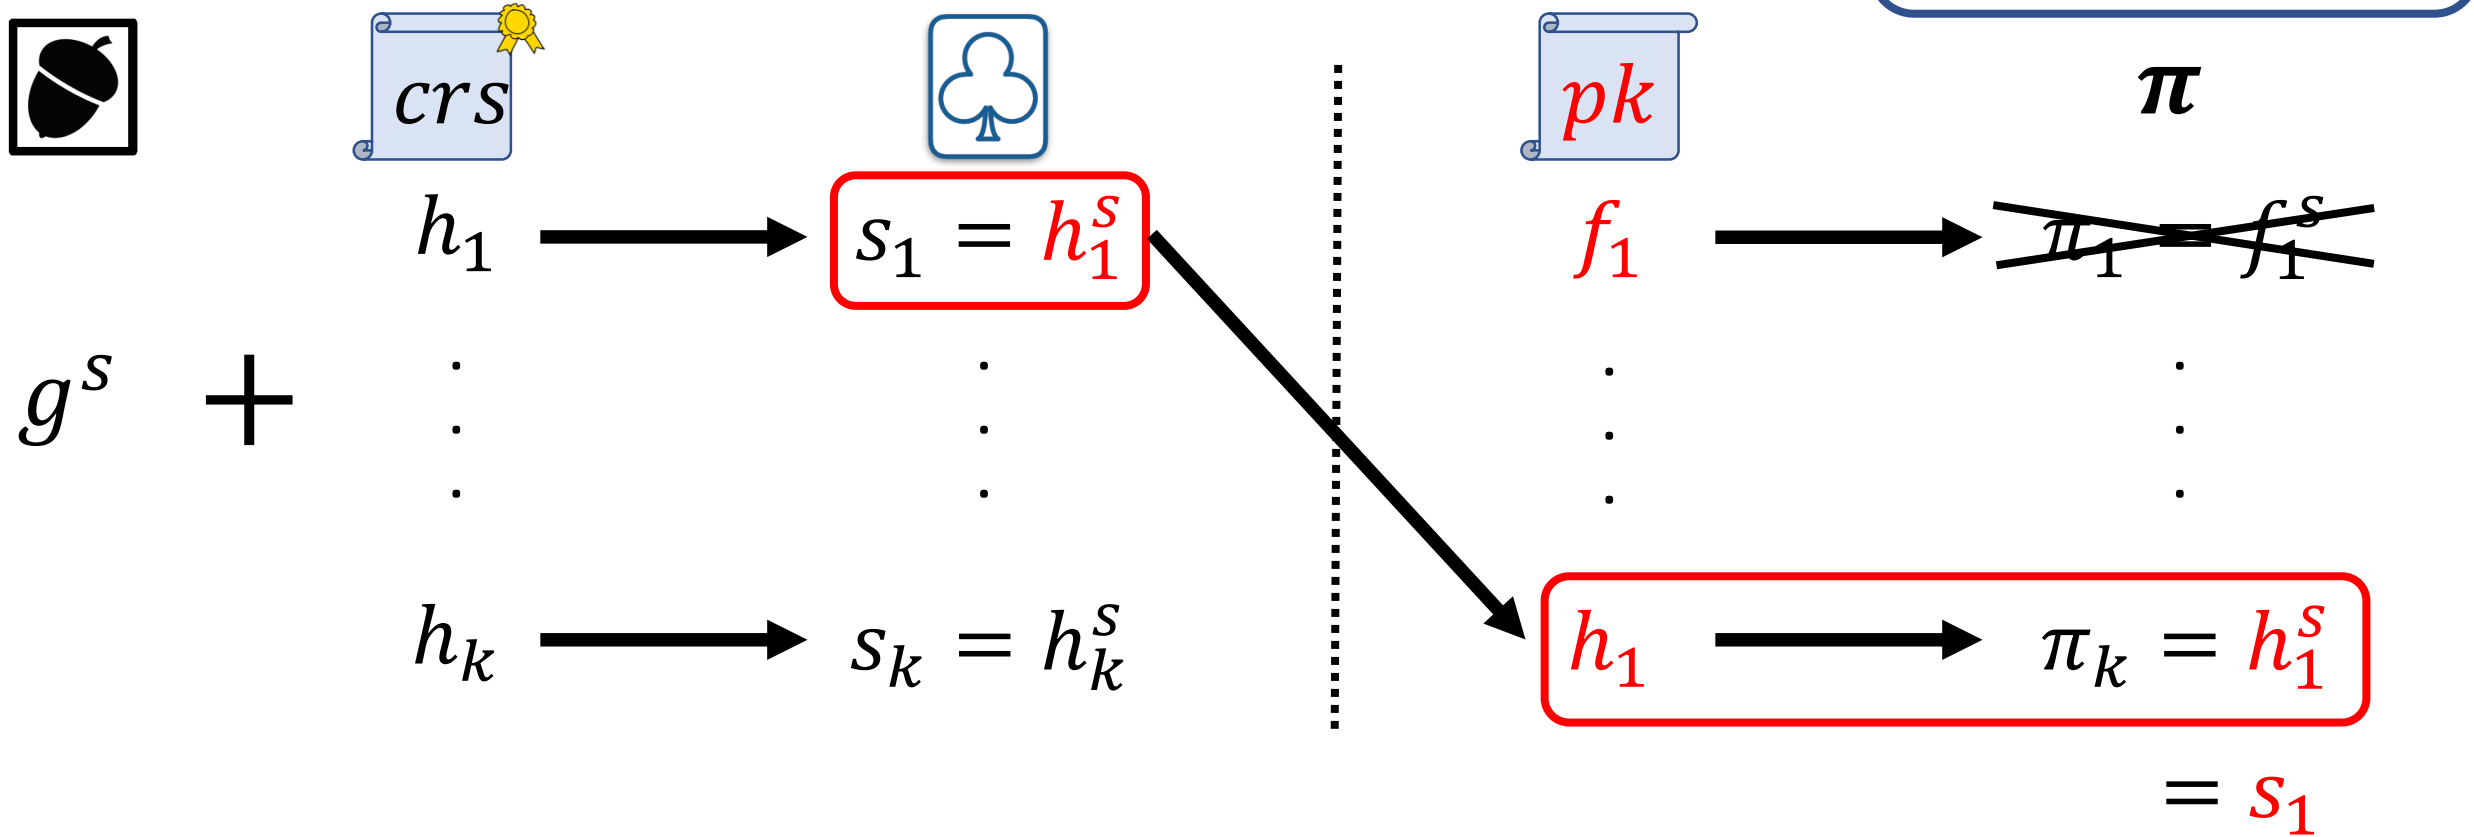 crs pk π
h₁ s₁ = h₁ˢ f₁ π₁ = f₁ˢ
gˢ +
hₖ sₖ = hₖˢ h₁ πₖ = h₁ˢ
= s₁